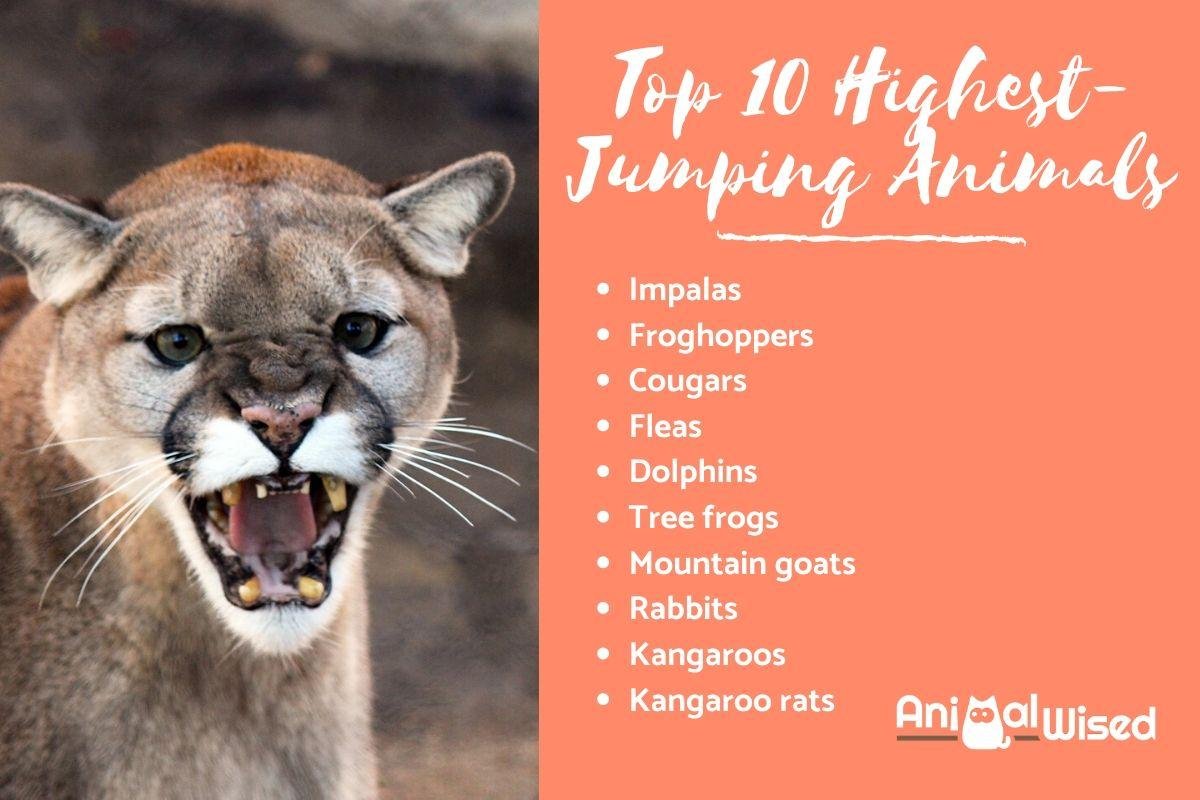 Top 10 Highest-
Jumping Animals
• Impalas
• Froghoppers
• Cougars
• Fleas
• Dolphins
• Tree frogs
• Mountain goats
• Rabbits
• Kangaroos
• Kangaroo rats
AnimalWised